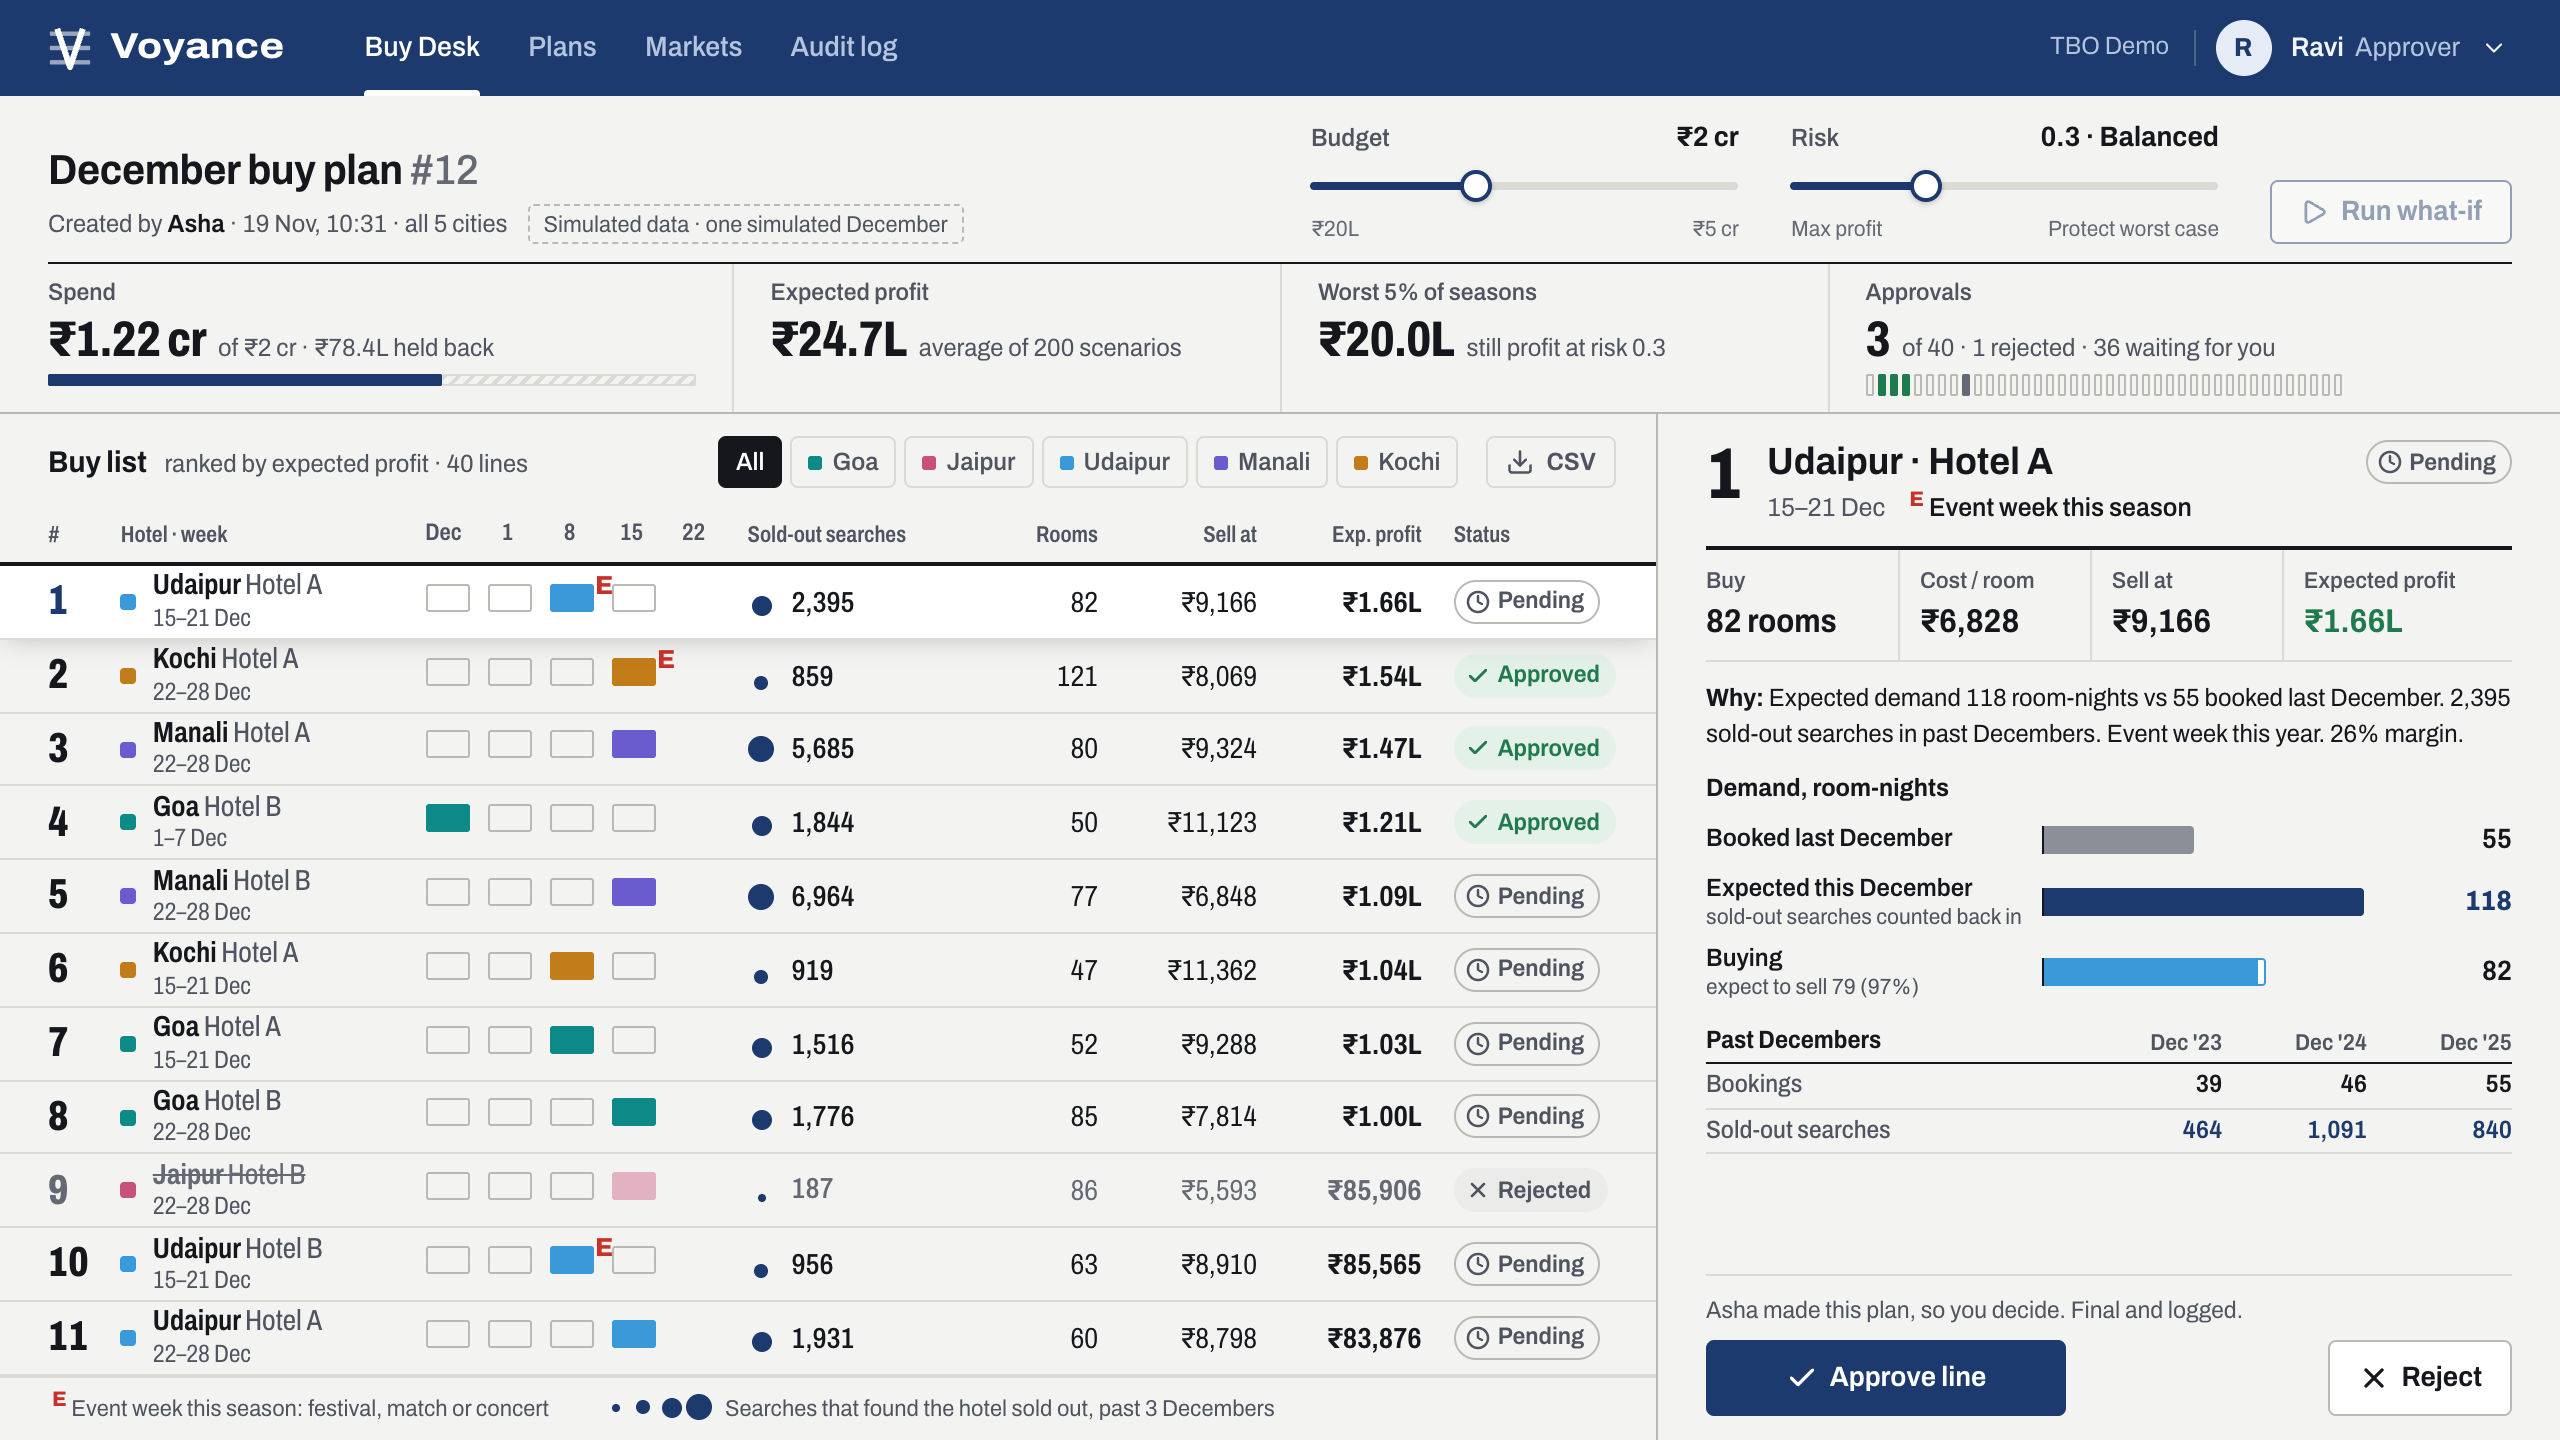 Voyance
Buy Desk Plans Markets Audit log
TBO Demo R Ravi Approver
December buy plan #12
Created by Asha · 19 Nov, 10:31 · all 5 cities Simulated data · one simulated December
Budget ₹2 cr
₹20L ₹5 cr
Risk 0.3 · Balanced
Max profit Protect worst case
Run what-if
Spend
₹1.22 cr of ₹2 cr · ₹78.4L held back
Expected profit
₹24.7L average of 200 scenarios
Worst 5% of seasons
₹20.0L still profit at risk 0.3
Approvals
3 of 40 · 1 rejected · 36 waiting for you
Buy list ranked by expected profit · 40 lines
All Goa Jaipur Udaipur Manali Kochi CSV
# Hotel · week Dec 1 8 15 22 Sold-out searches Rooms Sell at Exp. profit Status
1 Udaipur Hotel A E 2,395 82 ₹9,166 ₹1.66L Pending
15–21 Dec
2 Kochi Hotel A E 859 121 ₹8,069 ₹1.54L Approved
22–28 Dec
3 Manali Hotel A 5,685 80 ₹9,324 ₹1.47L Approved
22–28 Dec
4 Goa Hotel B 1,844 50 ₹11,123 ₹1.21L Approved
1–7 Dec
5 Manali Hotel B 6,964 77 ₹6,848 ₹1.09L Pending
22–28 Dec
6 Kochi Hotel A 919 47 ₹11,362 ₹1.04L Pending
15–21 Dec
7 Goa Hotel A 1,516 52 ₹9,288 ₹1.03L Pending
15–21 Dec
8 Goa Hotel B 1,776 85 ₹7,814 ₹1.00L Pending
22–28 Dec
9 Jaipur Hotel B 187 86 ₹5,593 ₹85,906 Rejected
22–28 Dec
10 Udaipur Hotel B E 956 63 ₹8,910 ₹85,565 Pending
15–21 Dec
11 Udaipur Hotel A 1,931 60 ₹8,798 ₹83,876 Pending
22–28 Dec
E Event week this season: festival, match or concert Searches that found the hotel sold out, past 3 Decembers
1 Udaipur · Hotel A Pending
15–21 Dec E Event week this season
Buy Cost / room Sell at Expected profit
82 rooms ₹6,828 ₹9,166 ₹1.66L
Why: Expected demand 118 room-nights vs 55 booked last December. 2,395
sold-out searches in past Decembers. Event week this year. 26% margin.
Demand, room-nights
Booked last December 55
Expected this December 118
sold-out searches counted back in
Buying 82
expect to sell 79 (97%)
Past Decembers Dec '23 Dec '24 Dec '25
Bookings 39 46 55
Sold-out searches 464 1,091 840
Asha made this plan, so you decide. Final and logged.
Approve line Reject